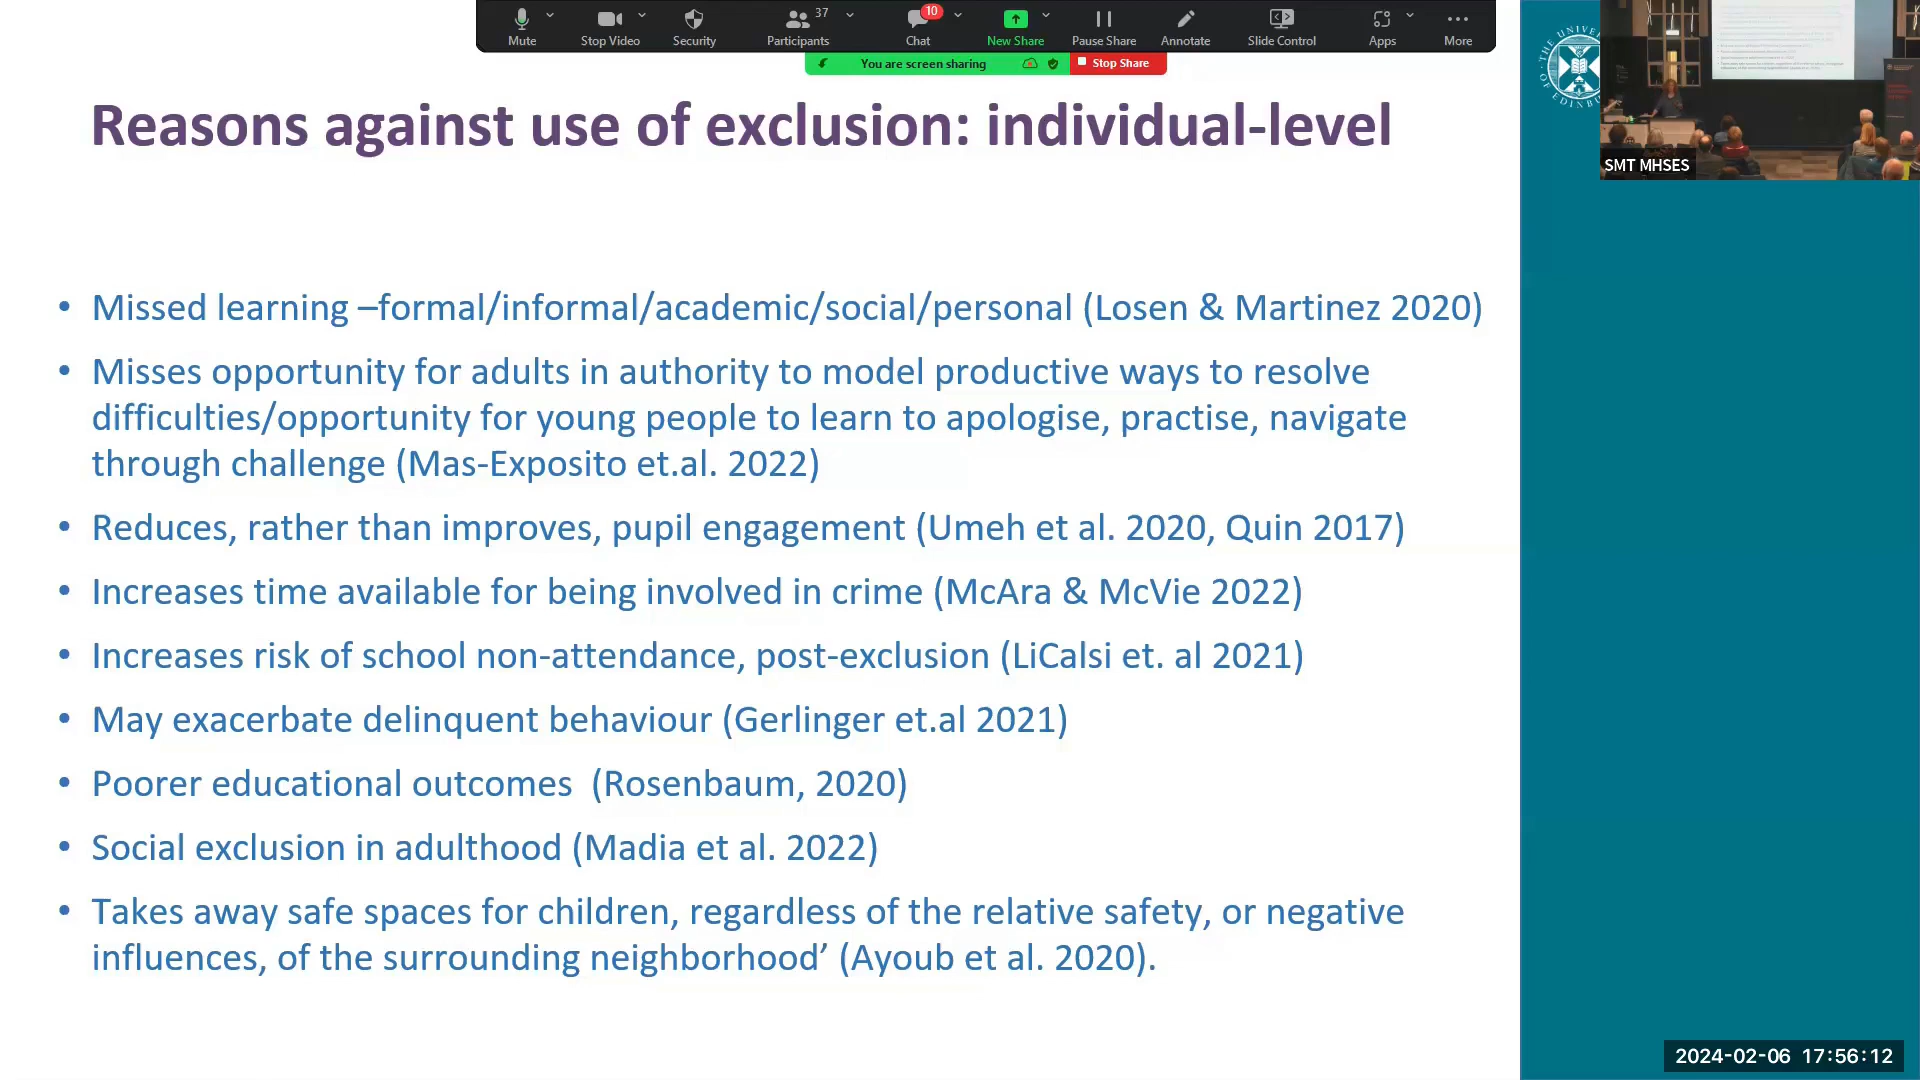 Mute
Stop Video
Security
Participants
37
Chat
10
New Share
Pause Share
Annotate
Slide Control
Apps
More
You are screen sharing
Stop Share
Reasons against use of exclusion: individual-level
• Missed learning –formal/informal/academic/social/personal (Losen & Martinez 2020)
• Misses opportunity for adults in authority to model productive ways to resolve
difficulties/opportunity for young people to learn to apologise, practise, navigate
through challenge (Mas-Exposito et.al. 2022)
• Reduces, rather than improves, pupil engagement (Umeh et al. 2020, Quin 2017)
• Increases time available for being involved in crime (McAra & McVie 2022)
• Increases risk of school non-attendance, post-exclusion (LiCalsi et. al 2021)
• May exacerbate delinquent behaviour (Gerlinger et.al 2021)
• Poorer educational outcomes (Rosenbaum, 2020)
• Social exclusion in adulthood (Madia et al. 2022)
• Takes away safe spaces for children, regardless of the relative safety, or negative
influences, of the surrounding neighborhood’ (Ayoub et al. 2020).
SMT MHSES
2024-02-06 17:56:12